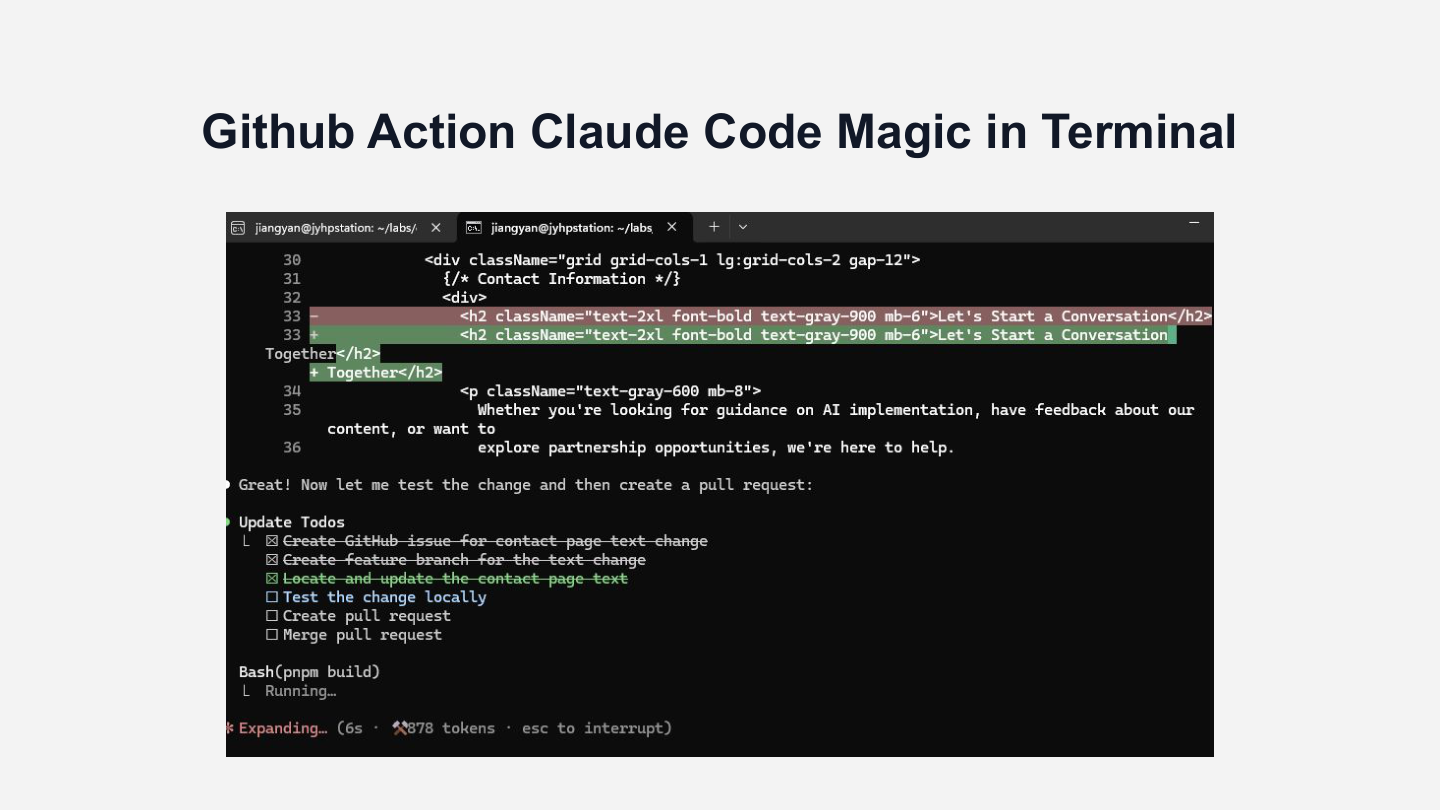 Github Action Claude Code Magic in Terminal
jiangyan@jyhpstation: ~/labs/ jiangyan@jyhpstation: ~/labs
30 <div className="grid grid-cols-1 lg:grid-cols-2 gap-12">
31 {/* Contact Information */}
32 <div>
33 - <h2 className="text-2xl font-bold text-gray-900 mb-6">Let's Start a Conversation</h2>
33 + <h2 className="text-2xl font-bold text-gray-900 mb-6">Let's Start a Conversation
Together</h2>
+ Together</h2>
34 <p className="text-gray-600 mb-8">
35 Whether you're looking for guidance on AI implementation, have feedback about our
content, or want to
36 explore partnership opportunities, we're here to help.
Great! Now let me test the change and then create a pull request:
Update Todos
☒ Create GitHub issue for contact page text change
☒ Create feature branch for the text change
☒ Locate and update the contact page text
☐ Test the change locally
☐ Create pull request
☐ Merge pull request
Bash(pnpm build)
Running…
* Expanding… (6s · ⚒ 878 tokens · esc to interrupt)